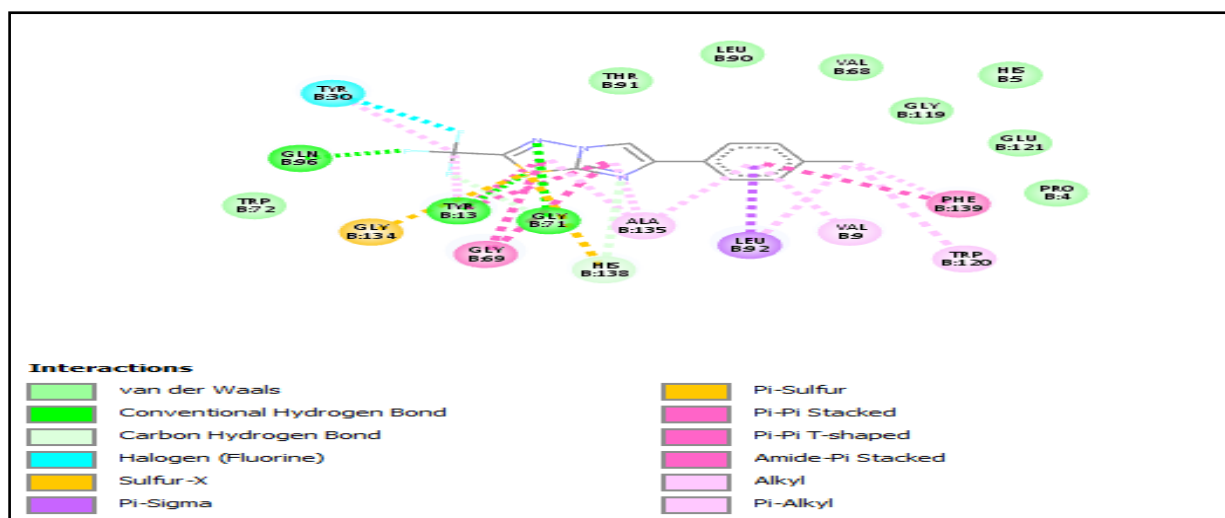 LEU
B:90
VAL
B:68
HIS
B:5
THR
B:91
TYR
B:30
GLY
B:119
GLU
B:121
GLN
B:96
N
N
N
TRP
B:72
TYR
B:13
GLY
B:71
ALA
B:135
PHE
B:139
PRO
B:4
GLY
B:134
GLY
B:69
HIS
B:138
LEU
B:92
VAL
B:9
TRP
B:120
Interactions
van der Waals
Conventional Hydrogen Bond
Carbon Hydrogen Bond
Halogen (Fluorine)
Sulfur-X
Pi-Sigma
Pi-Sulfur
Pi-Pi Stacked
Pi-Pi T-shaped
Amide-Pi Stacked
Alkyl
Pi-Alkyl